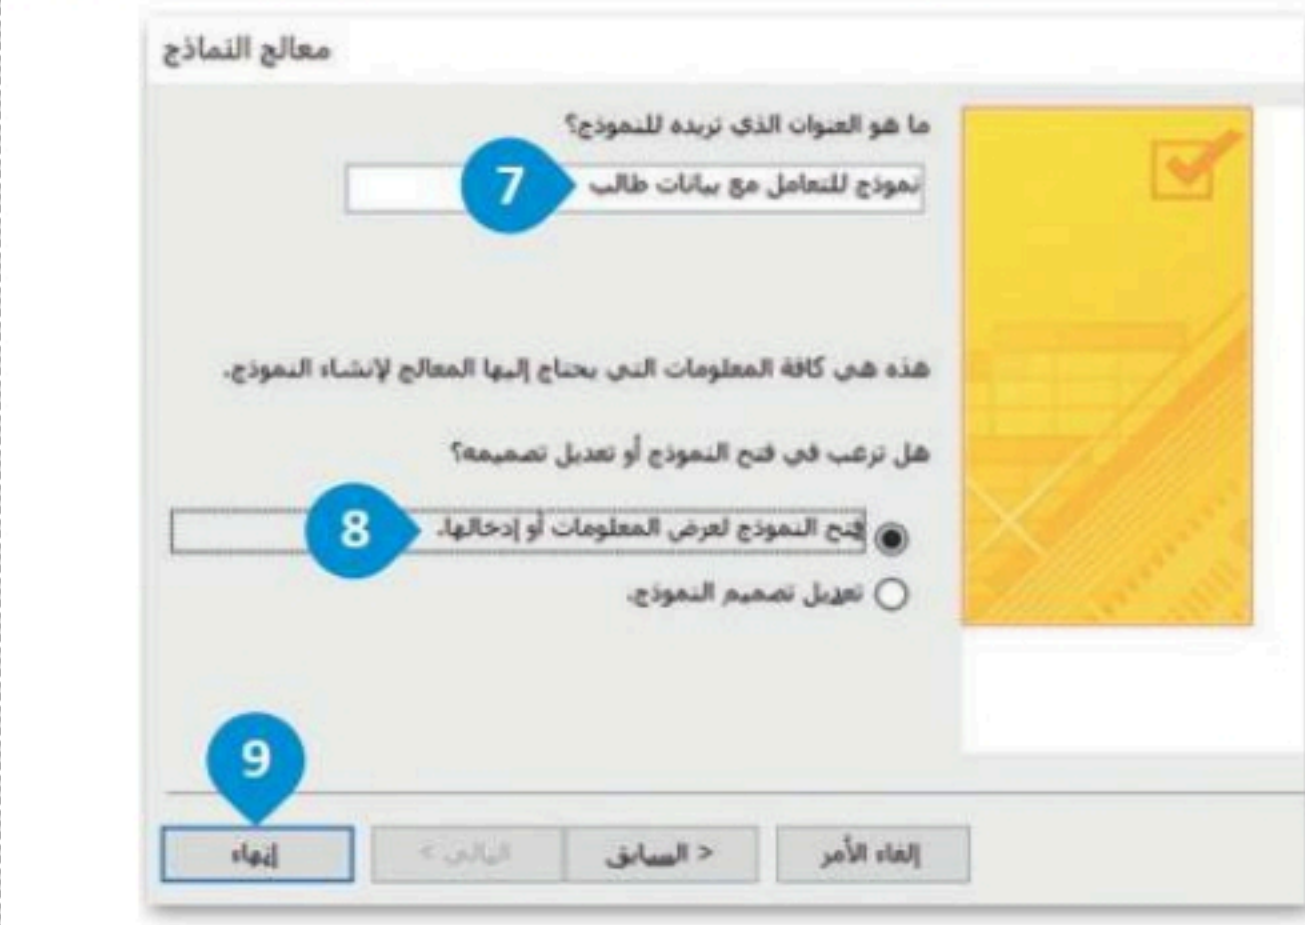 معالج النماذج
ما هو العنوان الذي تريده للنموذج؟
نموذج للتعامل مع بيانات طالب
7
هذه هي كافة المعلومات التي يحتاج إليها المعالج لإنشاء النموذج.
هل ترغب في فتح النموذج أو تعديل تصميمه؟
فتح النموذج لعرض المعلومات أو إدخالها.
8
تعديل تصميم النموذج.
9
إلغاء الأمر
< السابق
التالي >
إنهاء